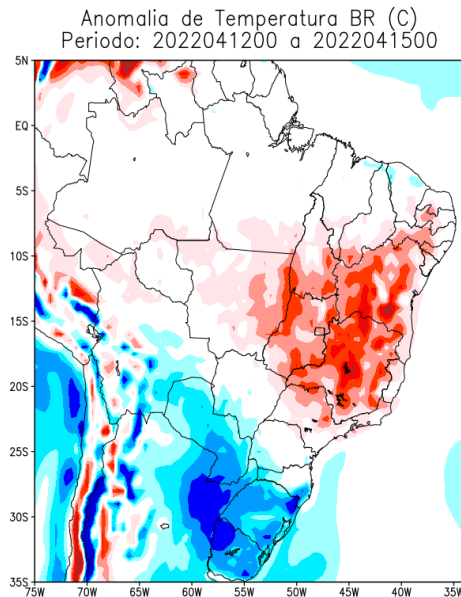 Anomalia de Temperatura BR (C)
Periodo: 2022041200 a 2022041500
5N
EQ
5S
10S
15S
20S
25S
30S
35S
75W 70W 65W 60W 55W 50W 45W 40W 35W